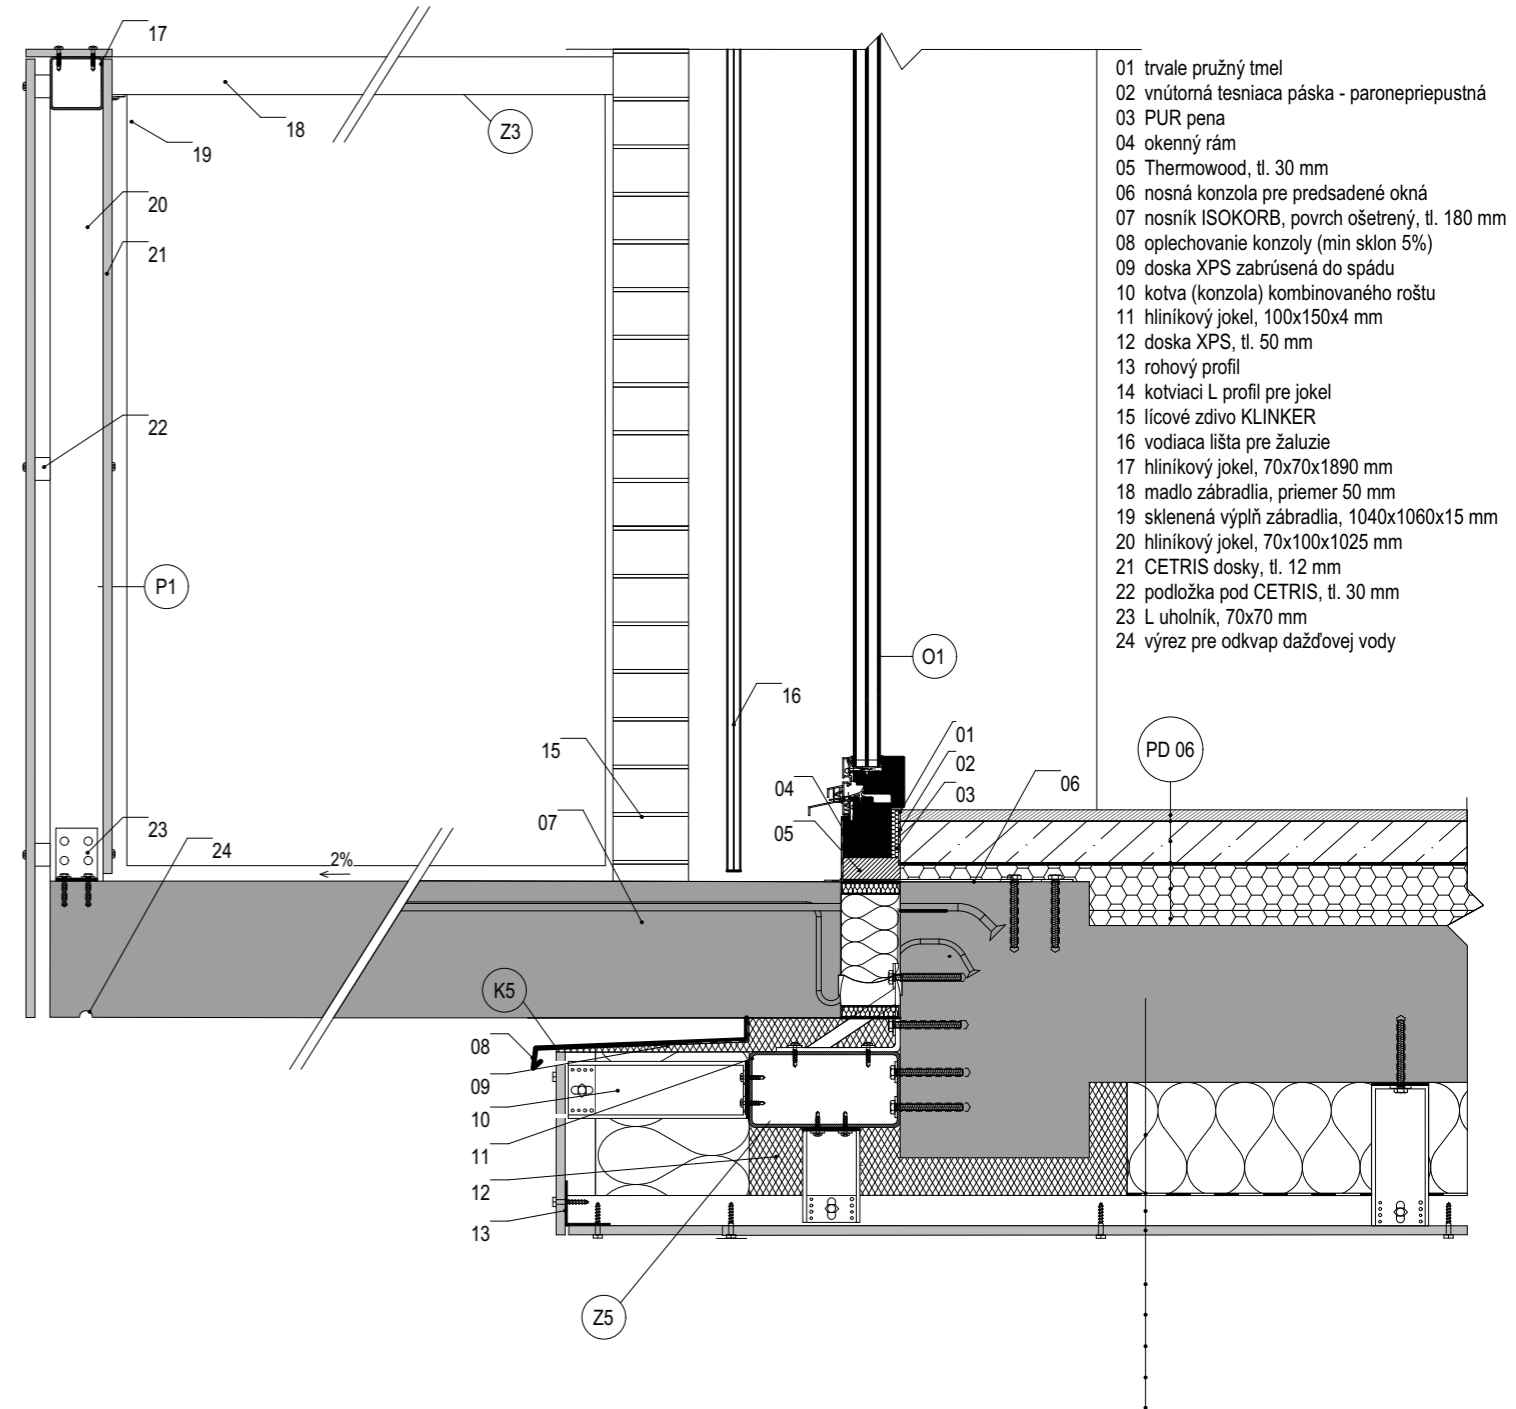 01 trvale pružný tmel
02 vnútorná tesniaca páska - paronepriepustná
03 PUR pena
04 okenný rám
05 Thermowood, tl. 30 mm
06 nosná konzola pre predsadené okná
07 nosník ISOKORB, povrch ošetrený, tl. 180 mm
08 oplechovanie konzoly (min sklon 5%)
09 doska XPS zabrúsená do spádu
10 kotva (konzola) kombinovaného roštu
11 hliníkový jokel, 100x150x4 mm
12 doska XPS, tl. 50 mm
13 rohový profil
14 kotviaci L profil pre jokel
15 lícové zdivo KLINKER
16 vodiaca lišta pre žaluzie
17 hliníkový jokel, 70x70x1890 mm
18 madlo zábradlia, priemer 50 mm
19 sklenená výplň zábradlia, 1040x1060x15 mm
20 hliníkový jokel, 70x100x1025 mm
21 CETRIS dosky, tl. 12 mm
22 podložka pod CETRIS, tl. 30 mm
23 L uholník, 70x70 mm
24 výrez pre odkvap dažďovej vody
17
18
Z3
19
20
21
22
P1
O1
16
15
01
02
03
04
05
06
PD 06
07
23
24
2%
K5
08
09
10
11
12
13
Z5